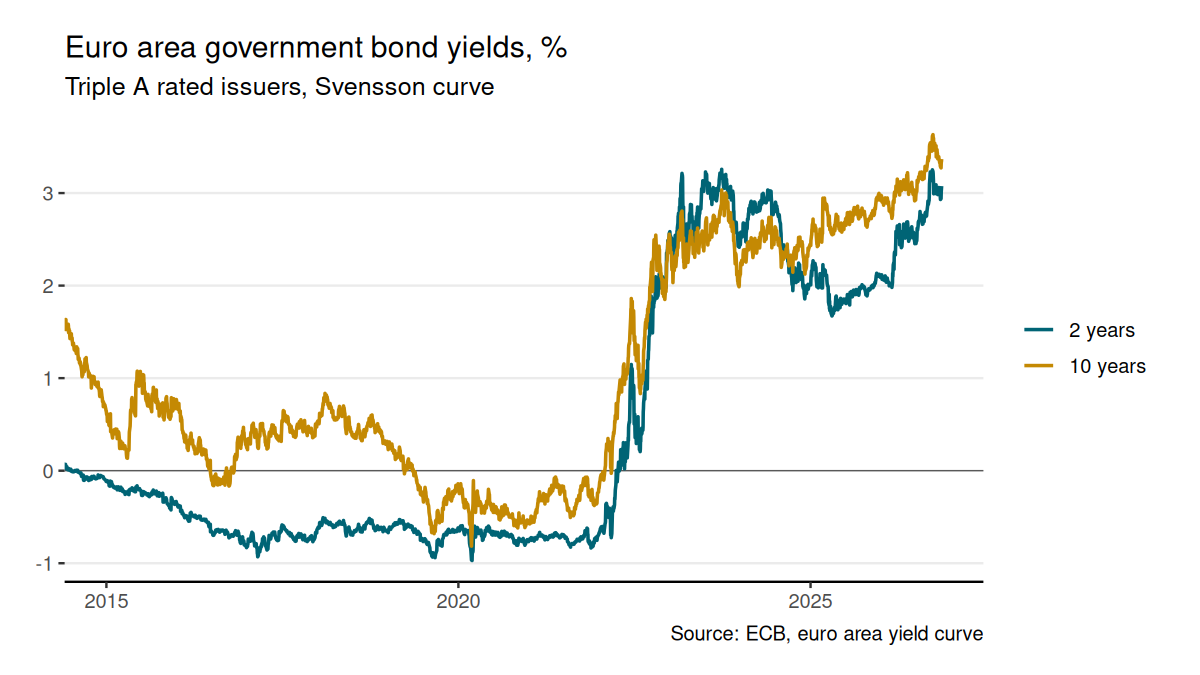 Euro area government bond yields, %
Triple A rated issuers, Svensson curve
3
2
1
0
-1
2015 2020 2025
2 years
10 years
Source: ECB, euro area yield curve